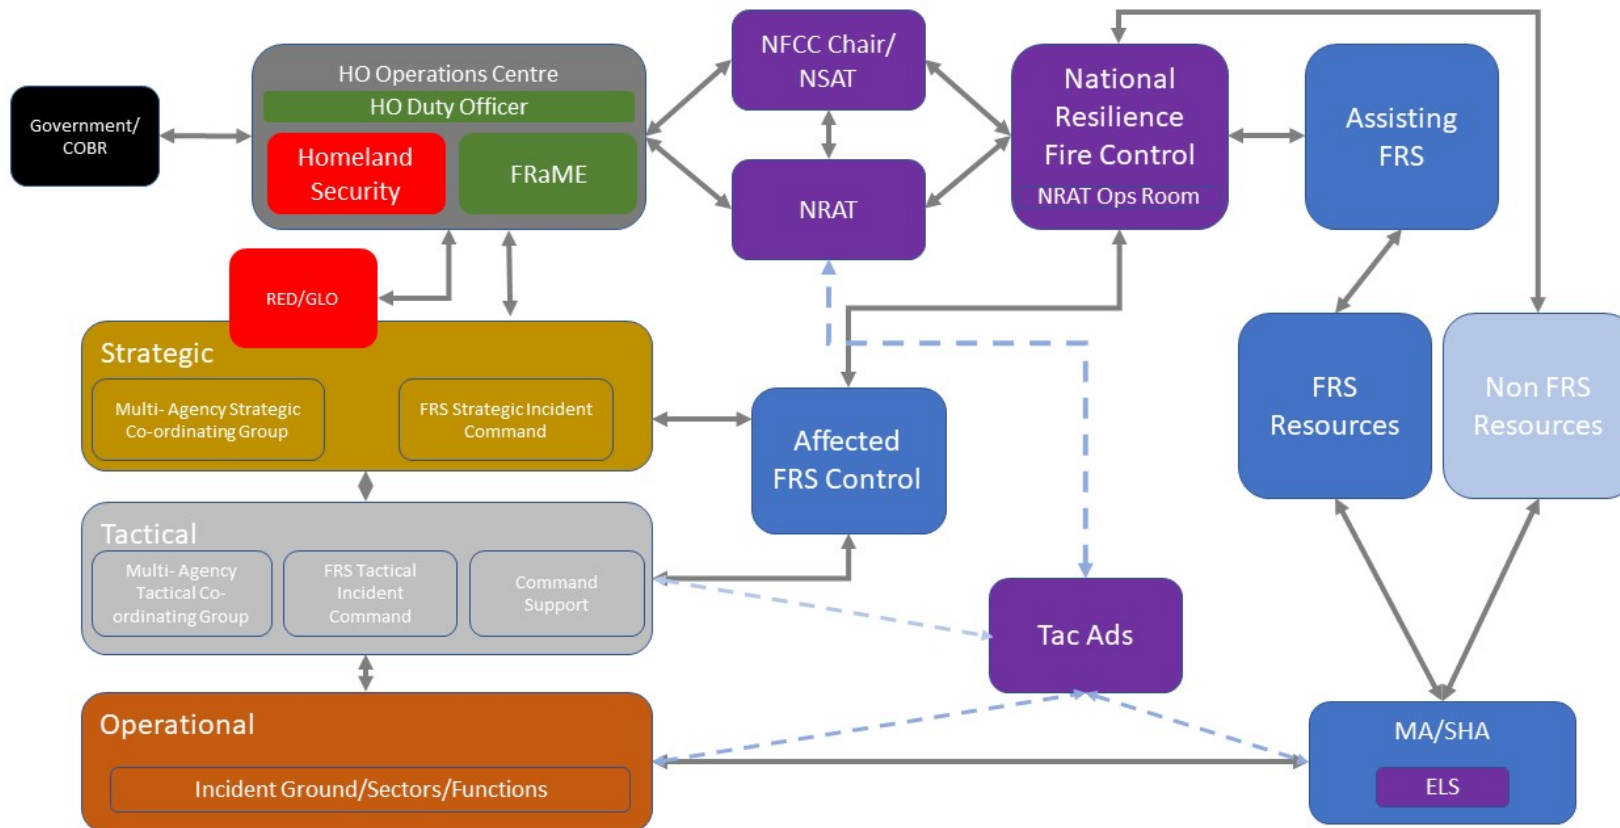 Government/
COBR
HO Operations Centre
HO Duty Officer
Homeland
Security
FRaME
NFCC Chair/
NSAT
NRAT
National
Resilience
Fire Control
NRAT Ops Room
Assisting
FRS
RED/GLO
Strategic
Multi- Agency Strategic
Co-ordinating Group
FRS Strategic Incident
Command
Affected
FRS Control
FRS
Resources
Non FRS
Resources
Tactical
Multi- Agency
Tactical Co-
ordinating Group
FRS Tactical
Incident
Command
Command
Support
Tac Ads
Operational
Incident Ground/Sectors/Functions
MA/SHA
ELS